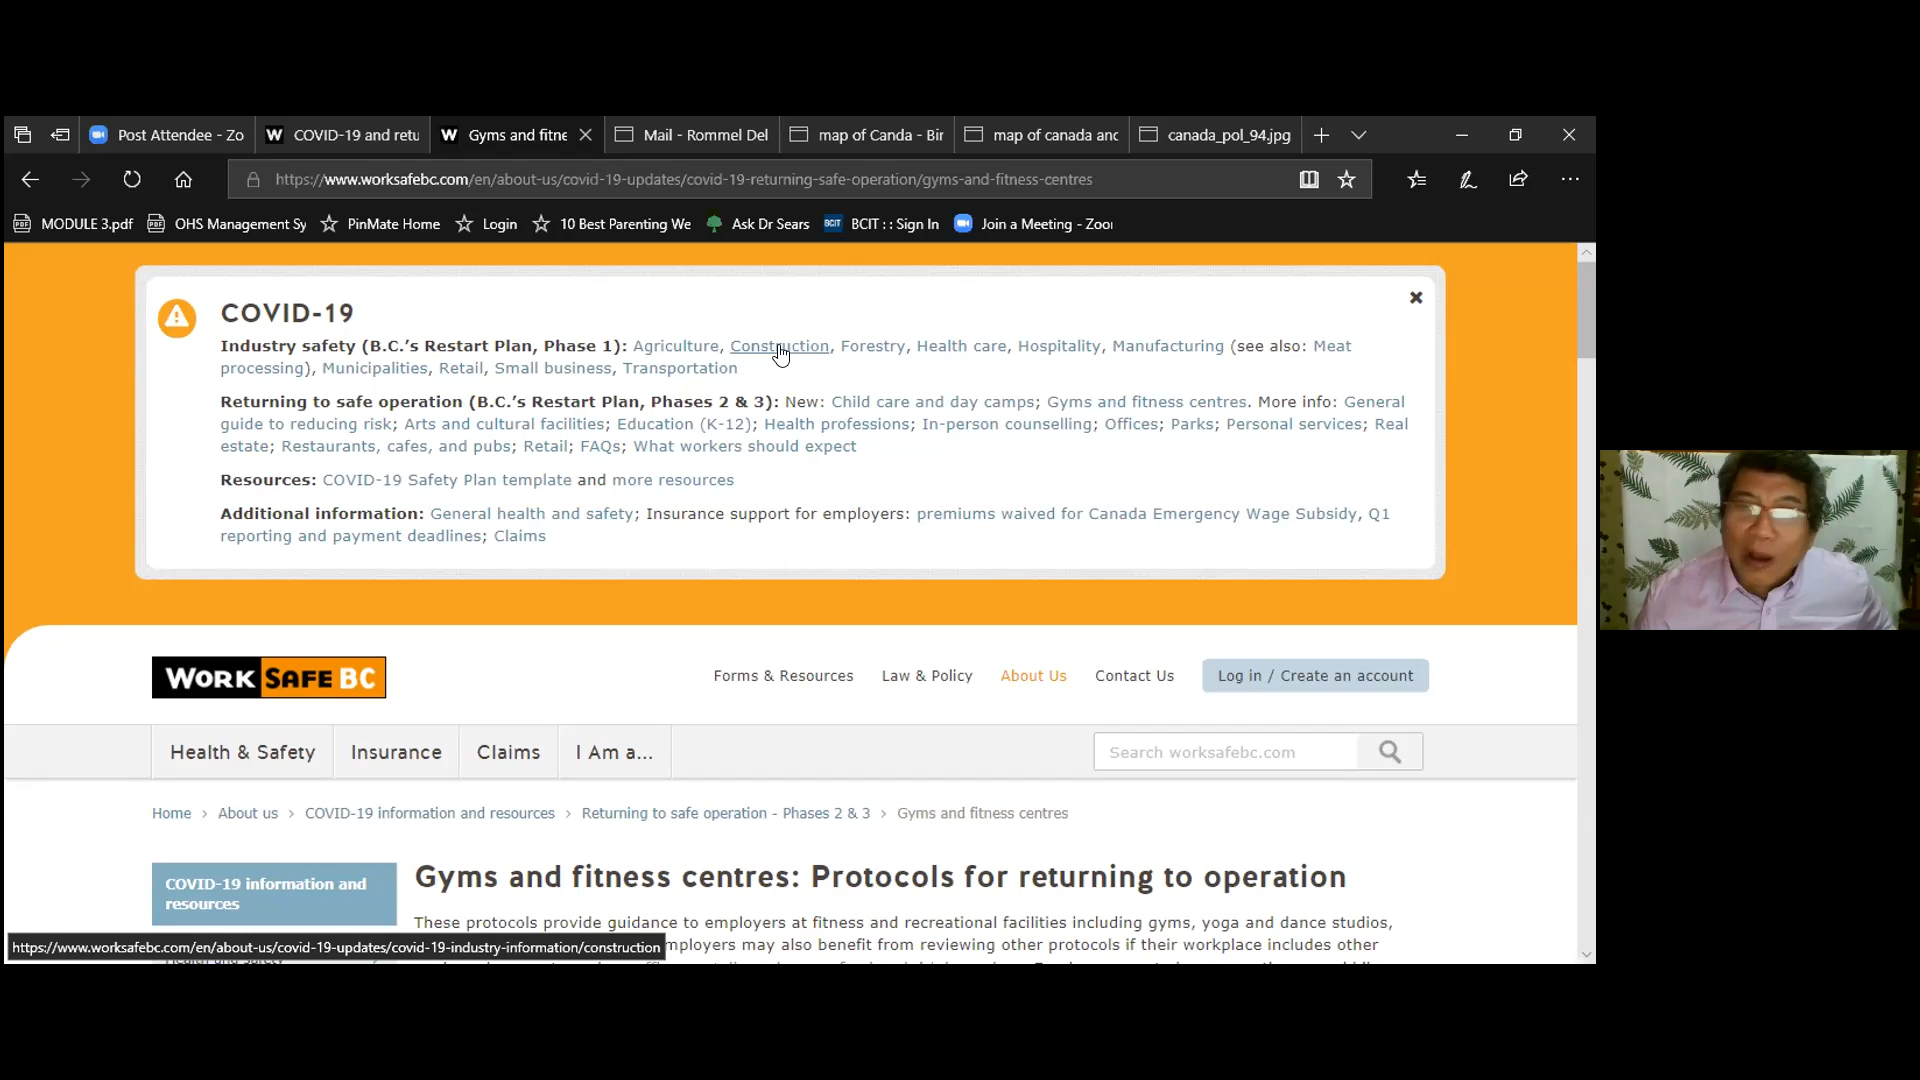 Post Attendee - Zo
COVID-19 and retu
Gyms and fitne
Mail - Rommel Del
map of Canda - Bir
map of canada anc
canada_pol_94.jpg
https://www.worksafebc.com/en/about-us/covid-19-updates/covid-19-returning-safe-operation/gyms-and-fitness-centres
MODULE 3.pdf
OHS Management Sy
PinMate Home
Login
10 Best Parenting We
Ask Dr Sears
BCIT
BCIT : : Sign In
Join a Meeting - Zoor
COVID-19
Industry safety (B.C.'s Restart Plan, Phase 1): Agriculture, Construction, Forestry, Health care, Hospitality, Manufacturing (see also: Meat
processing), Municipalities, Retail, Small business, Transportation
Returning to safe operation (B.C.'s Restart Plan, Phases 2 & 3): New: Child care and day camps; Gyms and fitness centres. More info: General
guide to reducing risk; Arts and cultural facilities; Education (K-12); Health professions; In-person counselling; Offices; Parks; Personal services; Real
estate; Restaurants, cafes, and pubs; Retail; FAQs; What workers should expect
Resources: COVID-19 Safety Plan template and more resources
Additional information: General health and safety; Insurance support for employers: premiums waived for Canada Emergency Wage Subsidy, Q1
reporting and payment deadlines; Claims
WORK SAFE BC
Forms & Resources
Law & Policy
About Us
Contact Us
Log in / Create an account
Health & Safety
Insurance
Claims
I Am a...
Search worksafebc.com
Home > About us > COVID-19 information and resources > Returning to safe operation - Phases 2 & 3 > Gyms and fitness centres
COVID-19 information and
resources
Gyms and fitness centres: Protocols for returning to operation
These protocols provide guidance to employers at fitness and recreational facilities including gyms, yoga and dance studios,
mployers may also benefit from reviewing other protocols if their workplace includes other
https://www.worksafebc.com/en/about-us/covid-19-updates/covid-19-industry-information/construction